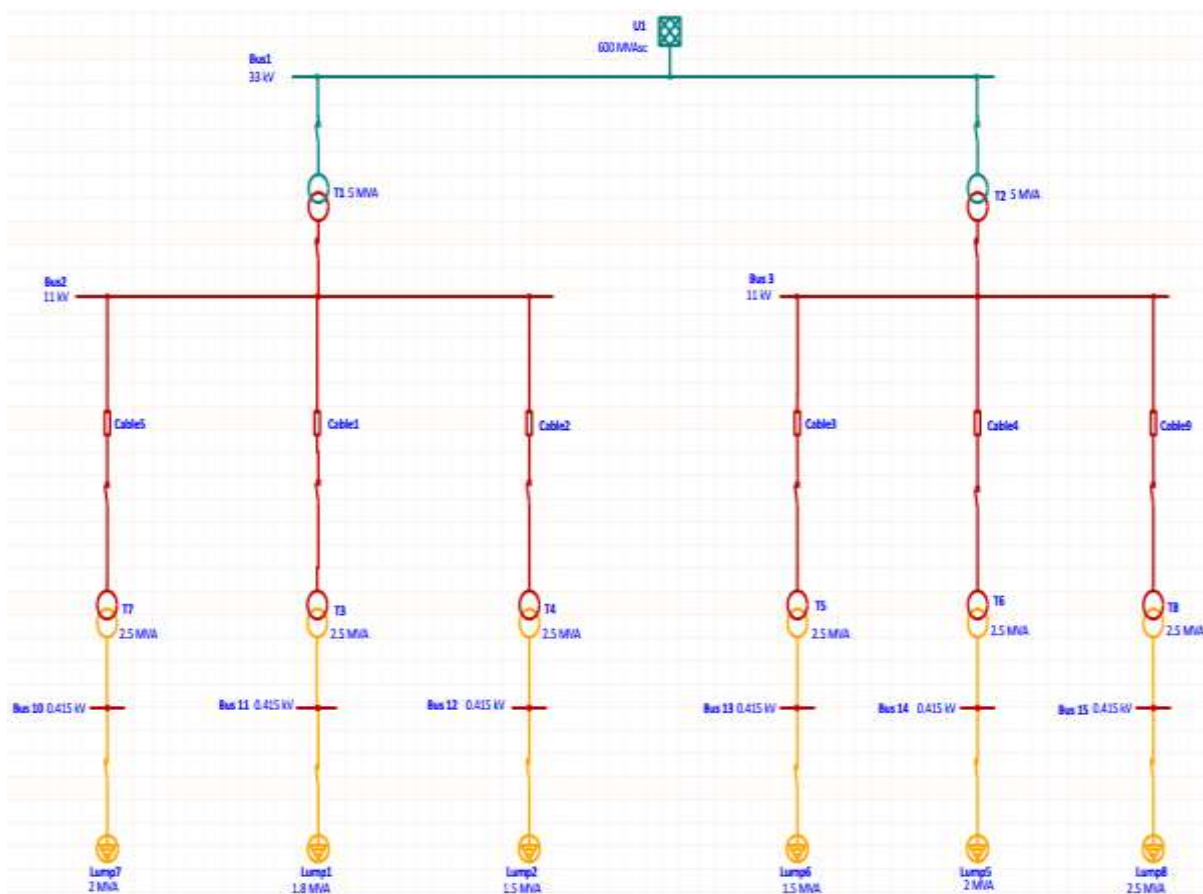 U1
600 MVAsc
Bus1
33 kV
T1 5 MVA
T2 5 MVA
Bus2
11 kV
Bus 3
11 kV
Cable5
Cable1
Cable2
Cable3
Cable4
Cable9
T7
2.5 MVA
T3
2.5 MVA
T4
2.5 MVA
T5
2.5 MVA
T6
2.5 MVA
T8
2.5 MVA
Bus 10 0.415 kV
Bus 11 0.415 kV
Bus 12 0.415 kV
Bus 13 0.415 kV
Bus 14 0.415 kV
Bus 15 0.415 kV
Lump7
2 MVA
Lump1
1.8 MVA
Lump2
1.5 MVA
Lump6
1.5 MVA
Lump5
2 MVA
Lump8
2.5 MVA